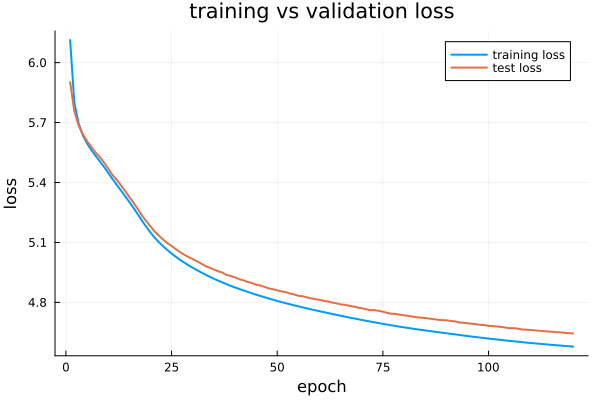 training vs validation loss
training loss
test loss
6.0
5.7
5.4
5.1
4.8
loss
0
25
50
75
100
epoch